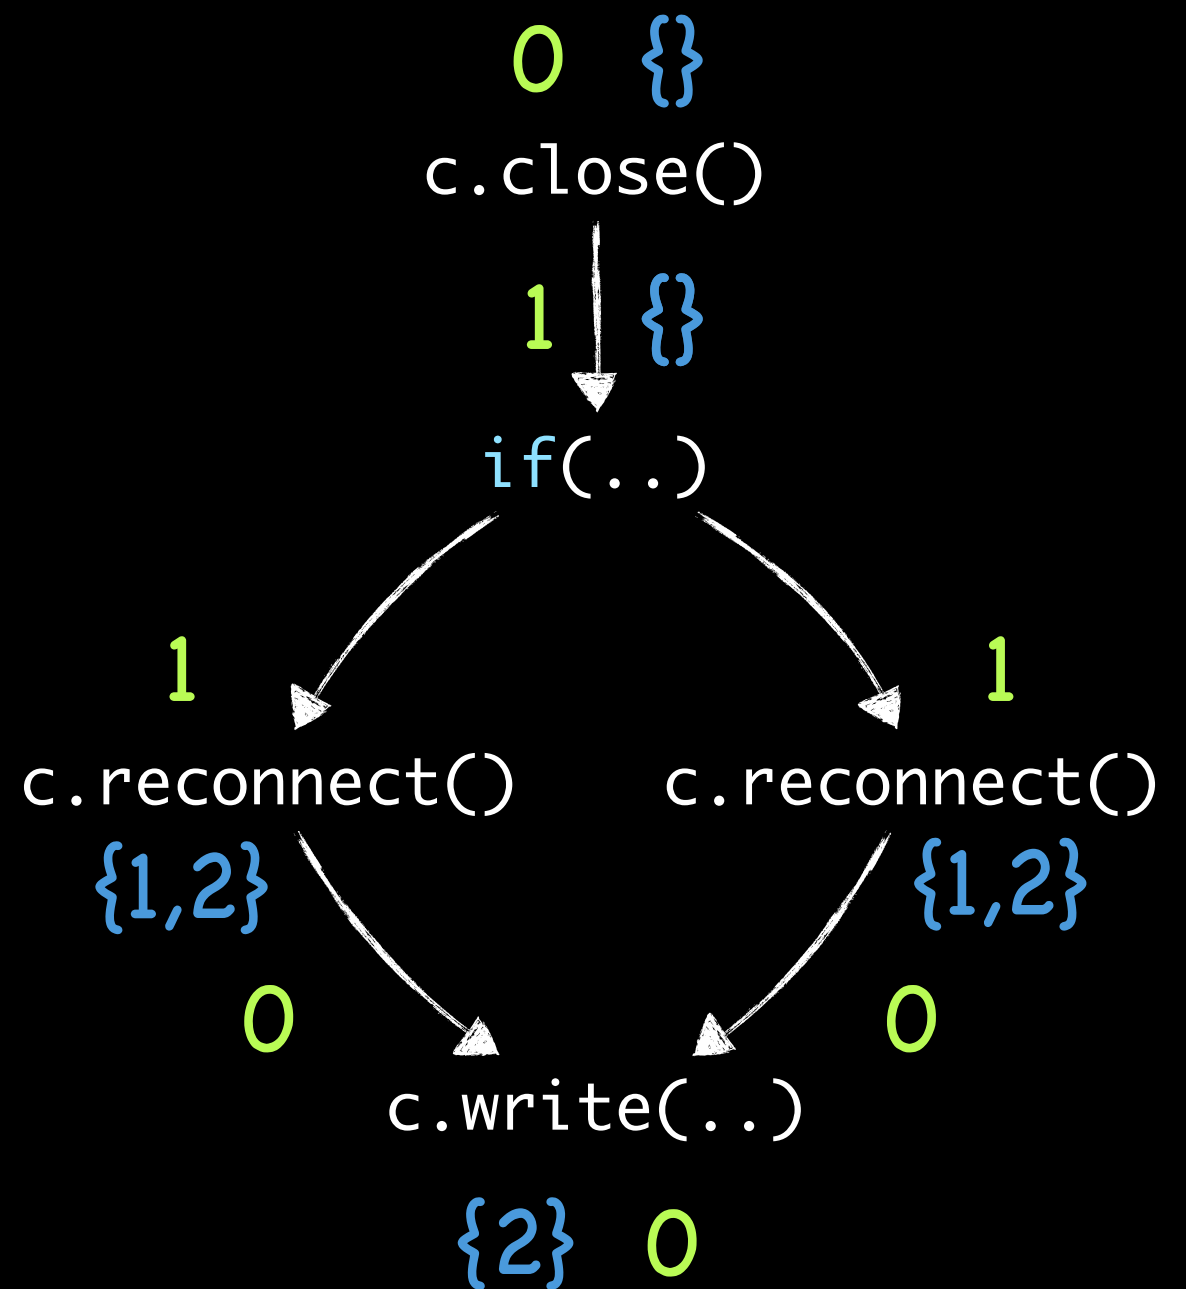 0 {}
c.close()
1 {}
if(..)
1 1
c.reconnect() c.reconnect()
{1,2} {1,2}
0 0
c.write(..)
{2} 0